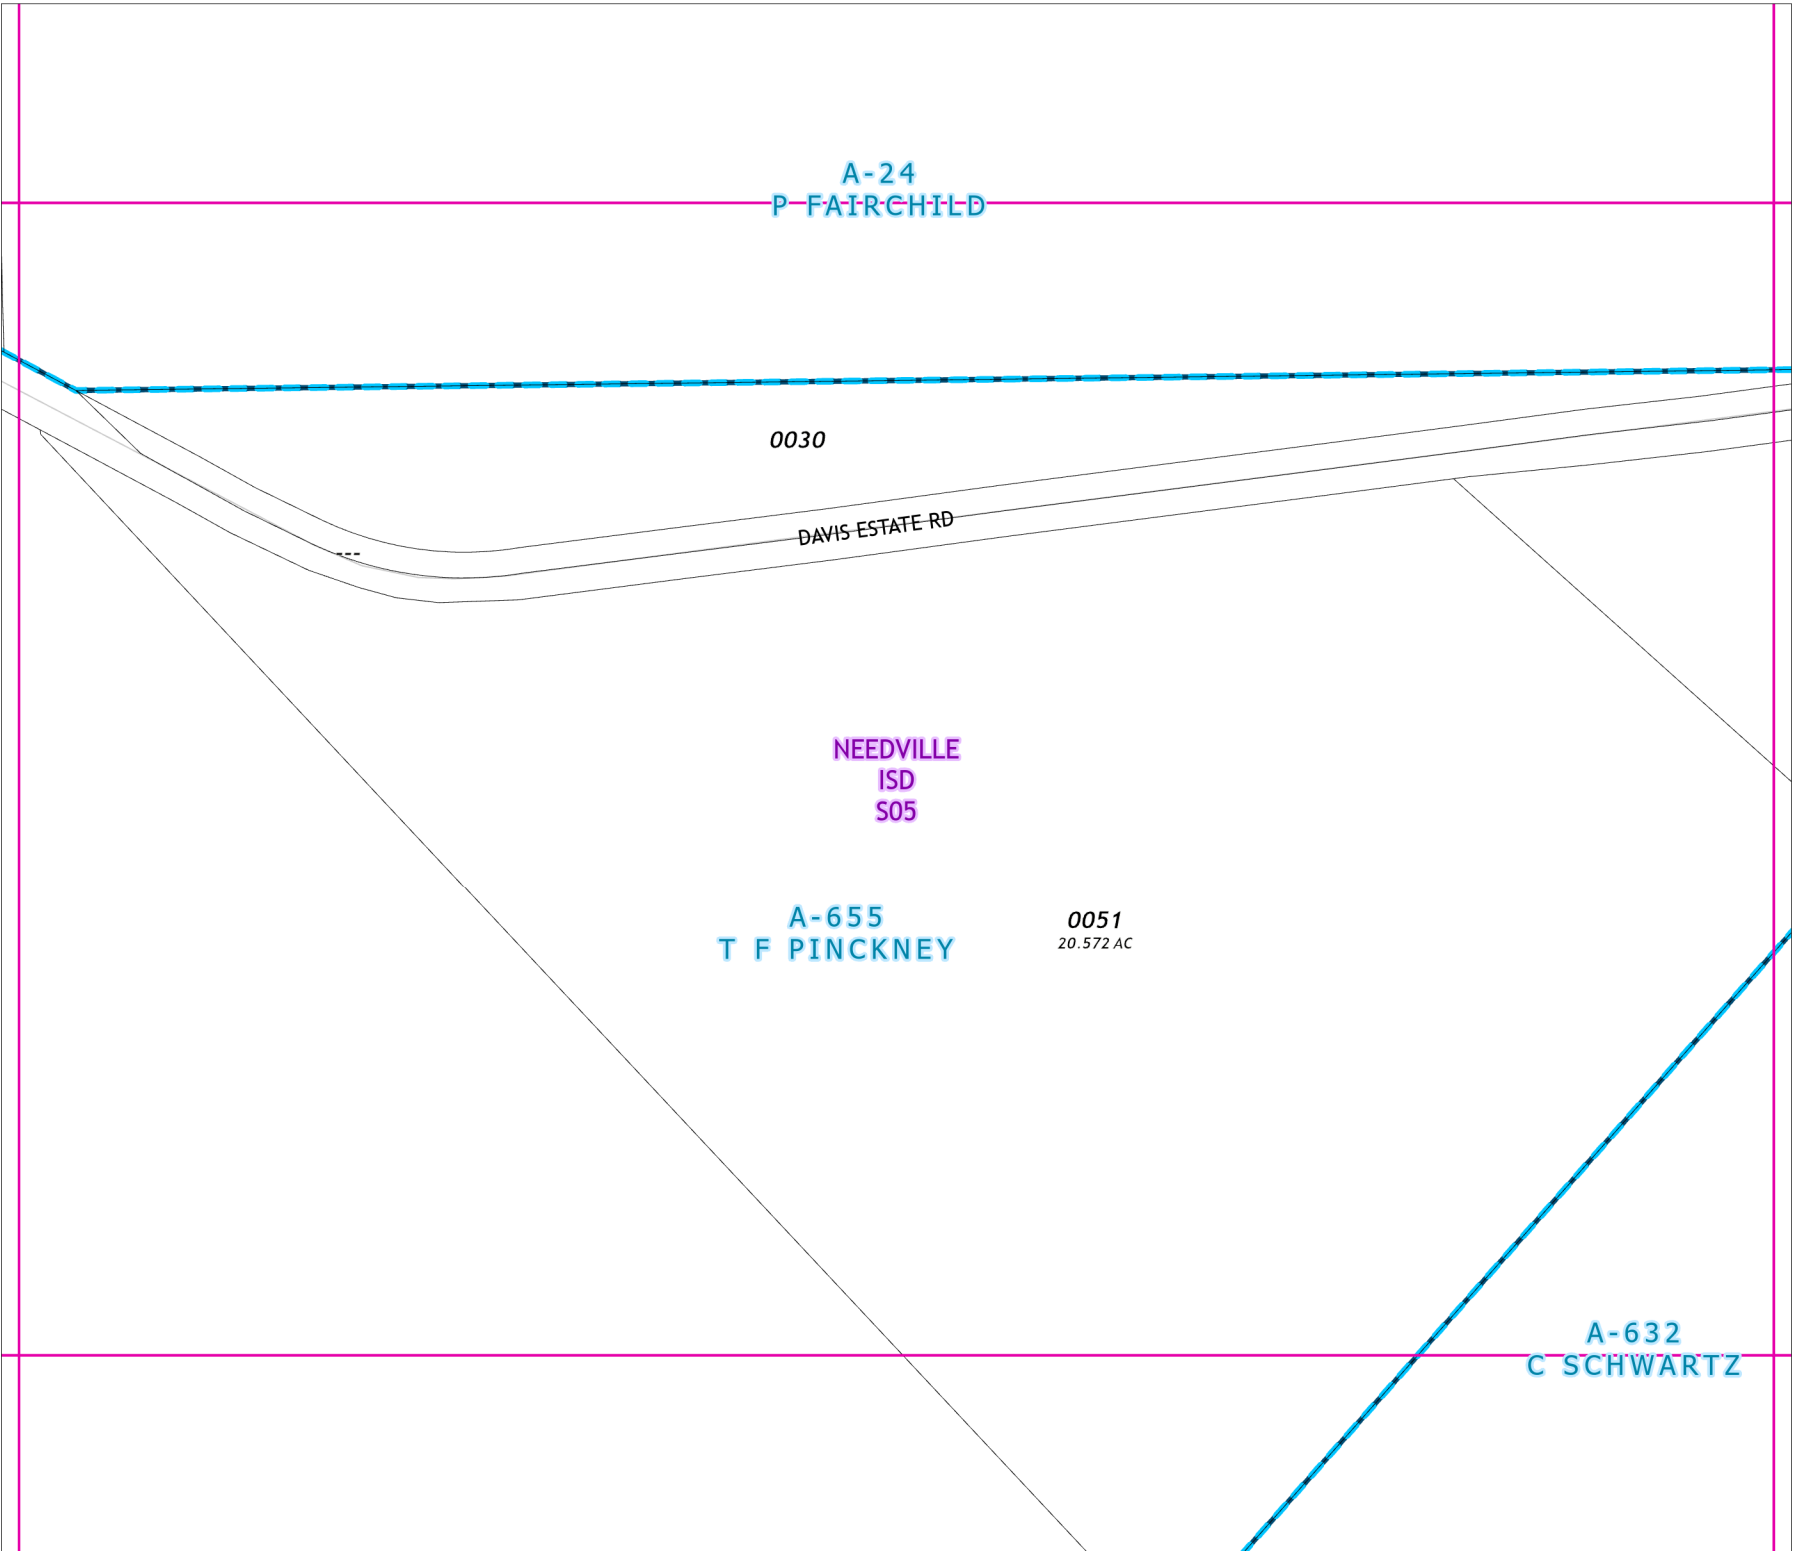 A-24
P FAIRCHILD
0030
DAVIS ESTATE RD
---
NEEDVILLE
ISD
S05
A-655
T F PINCKNEY
0051
20.572 AC
A-632
C SCHWARTZ